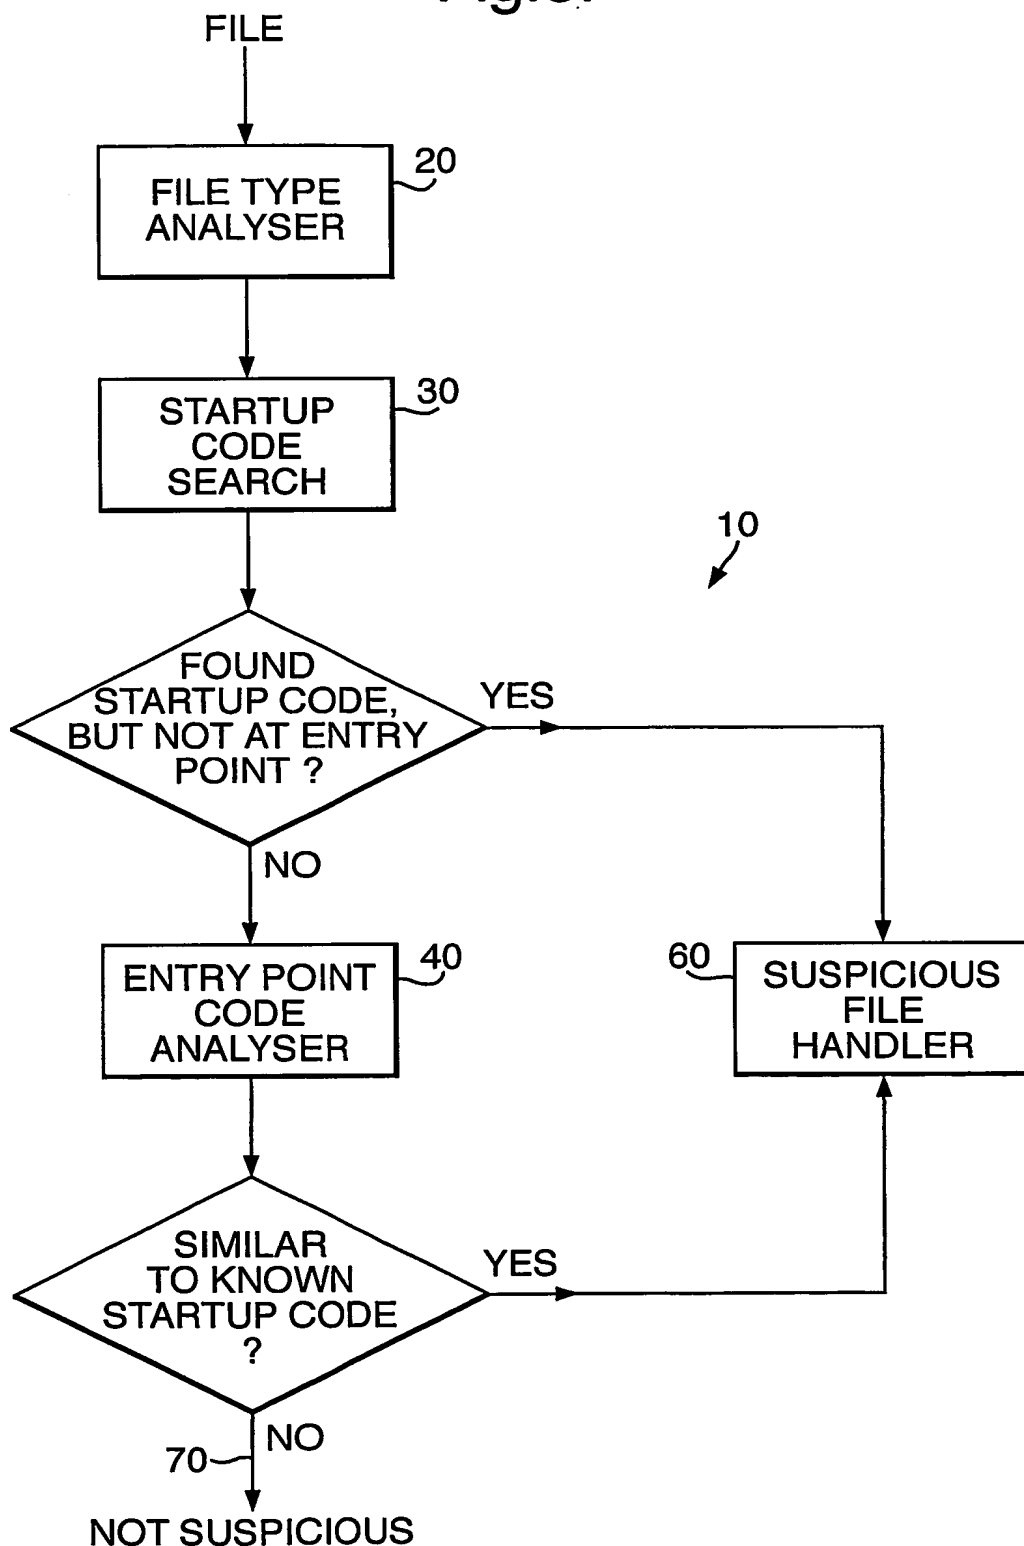 FILE
20
FILE TYPE
ANALYSER
30
STARTUP
CODE
SEARCH
10
FOUND
STARTUP CODE,
BUT NOT AT ENTRY
POINT ?
YES
NO
40
ENTRY POINT
CODE
ANALYSER
60
SUSPICIOUS
FILE
HANDLER
SIMILAR
TO KNOWN
STARTUP CODE
?
YES
NO
70
NOT SUSPICIOUS